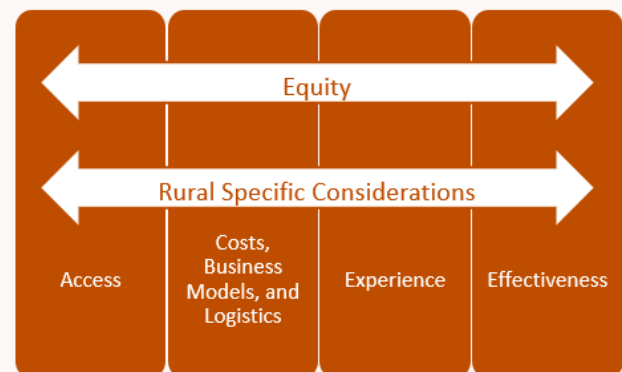 Equity
Rural Specific Considerations
Access
Costs,
Business
Models, and
Logistics
Experience
Effectiveness